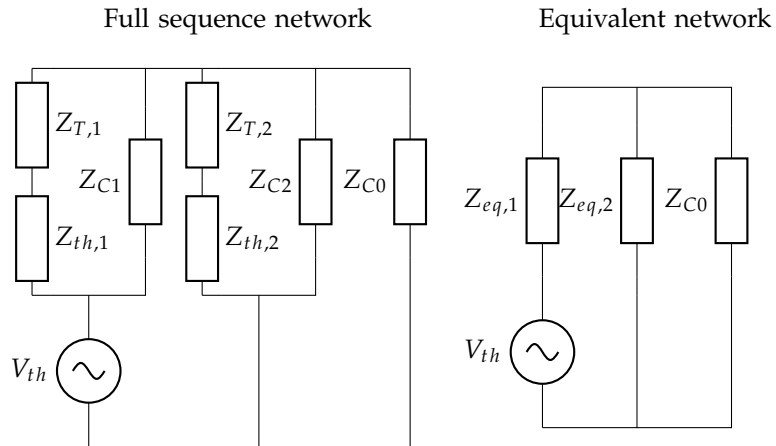 Full sequence network
Equivalent network
Z_{T,1}
Z_{T,2}
Z_{C1}
Z_{C2}
Z_{C0}
Z_{eq,1}
Z_{eq,2}
Z_{C0}
Z_{th,1}
Z_{th,2}
V_{th}
V_{th}